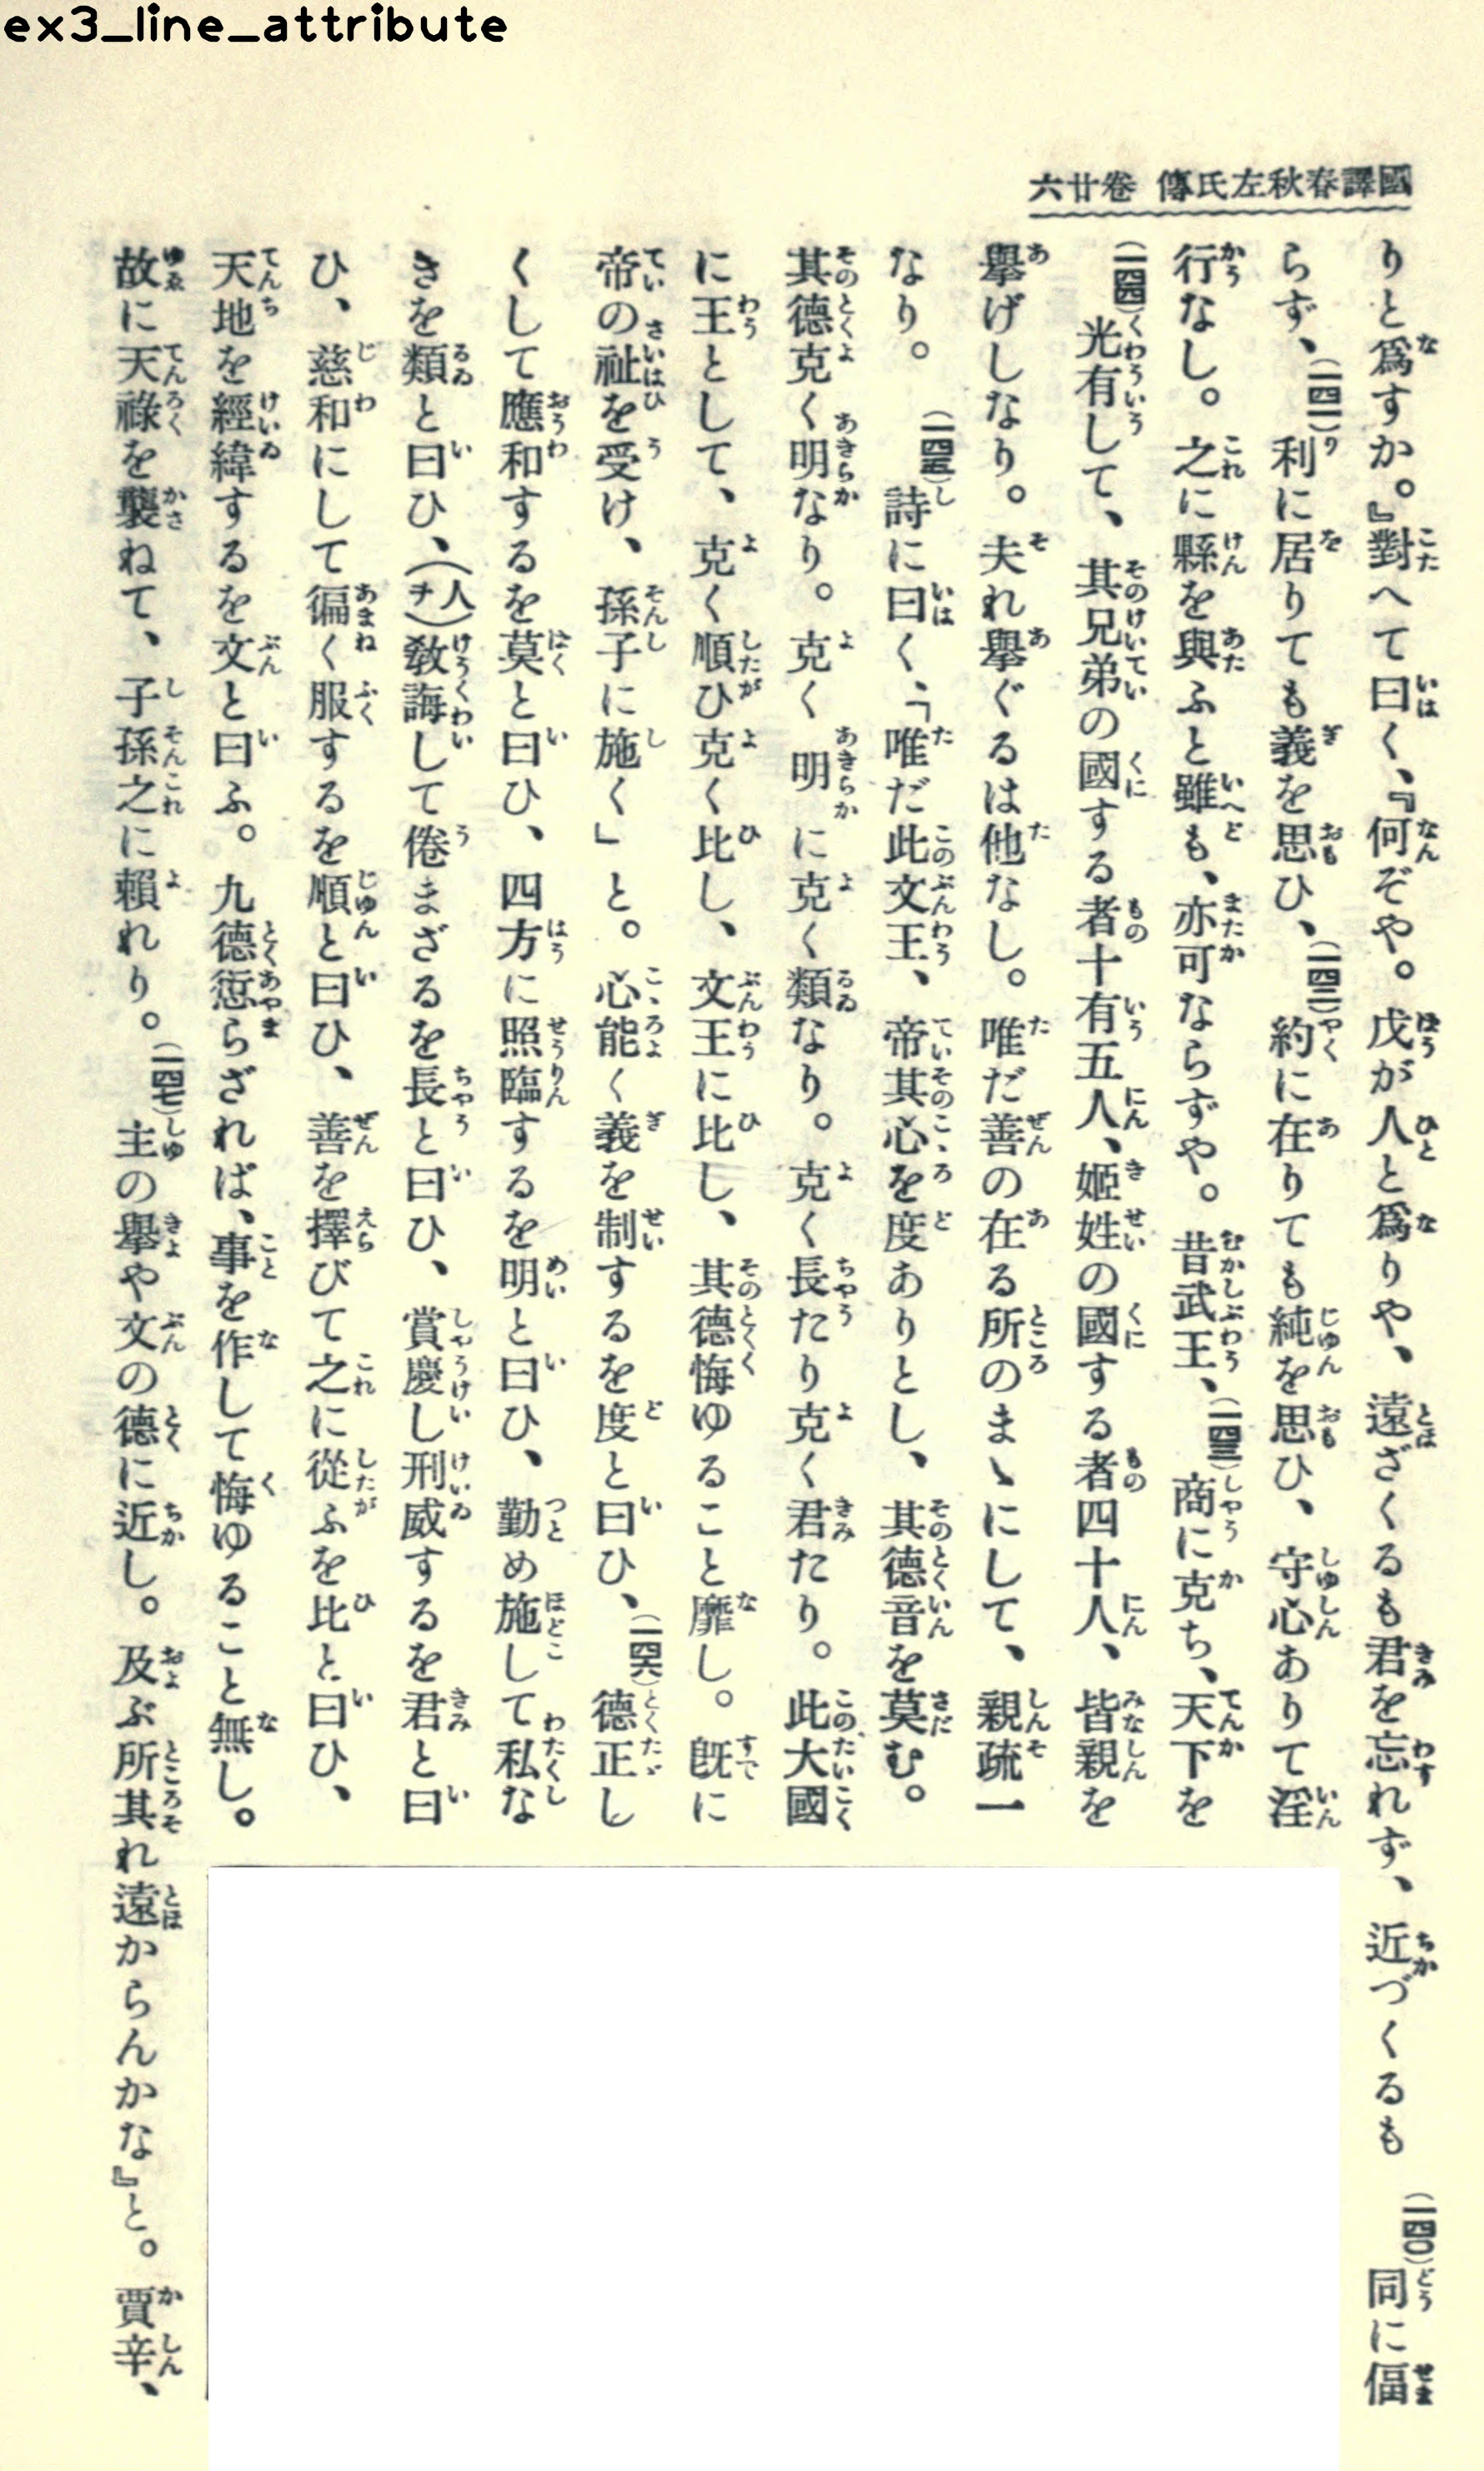 ex3_line_attribute
國譯春秋左氏傳 卷廿六
りと爲すか。』對へて曰く、『何ぞや。戊が人と爲りや、遠ざくるも君を忘れず、近づくるも(一四〇)同に偪
らず、(一四一)利に居りても義を思ひ、(一四二)約に在りても純を思ひ、守心ありて淫
行なし。之に縣を與ふと雖も、亦可ならずや。昔武王、(一四三)商に克ち、天下を
(一四四)光有して、其兄弟の國する者十有五人、姬姓の國する者四十人、皆親を
擧げしなり。夫れ擧ぐるは他なし。唯だ善の在る所のまゝにして、親疏一
なり。(一四五)詩に曰く、「唯だ此文王、帝其心を度ありとし、其德音を莫む。
其德克く明なり。克く明に克く類なり。克く長たり克く君たり。此大國
に王として、克く順ひ克く比し、文王に比し、其德悔ゆること靡し。旣に
帝の祉を受け、孫子に施く」と。心能く義を制するを度と曰ひ、(一四六)德正し
くして應和するを莫と曰ひ、四方に照臨するを明と曰ひ、勤め施して私な
きを類と曰ひ、(人ヲ)敎誨して倦まざるを長と曰ひ、賞慶し刑威するを君と曰
ひ、慈和にして徧く服するを順と曰ひ、善を擇びて之に從ふを比と曰ひ、
天地を經緯するを文と曰ふ。九德愆らざれば、事を作して悔ゆること無し。
故に天祿を襲ねて、子孫之に賴れり。(一四七)主の擧や文の德に近し。及ぶ所其れ遠からんかな』と。賈辛、